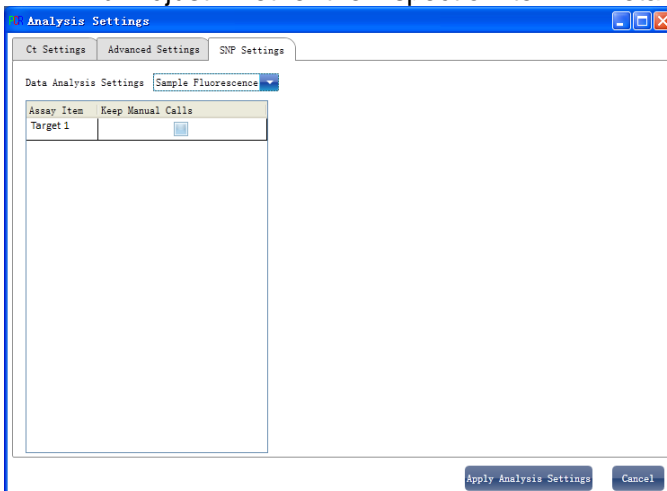 Analysis Settings
Ct Settings Advanced Settings SNP Settings
Data Analysis Settings Sample Fluorescence
Assay Item Keep Manual Calls
Target 1
Apply Analysis Settings Cancel